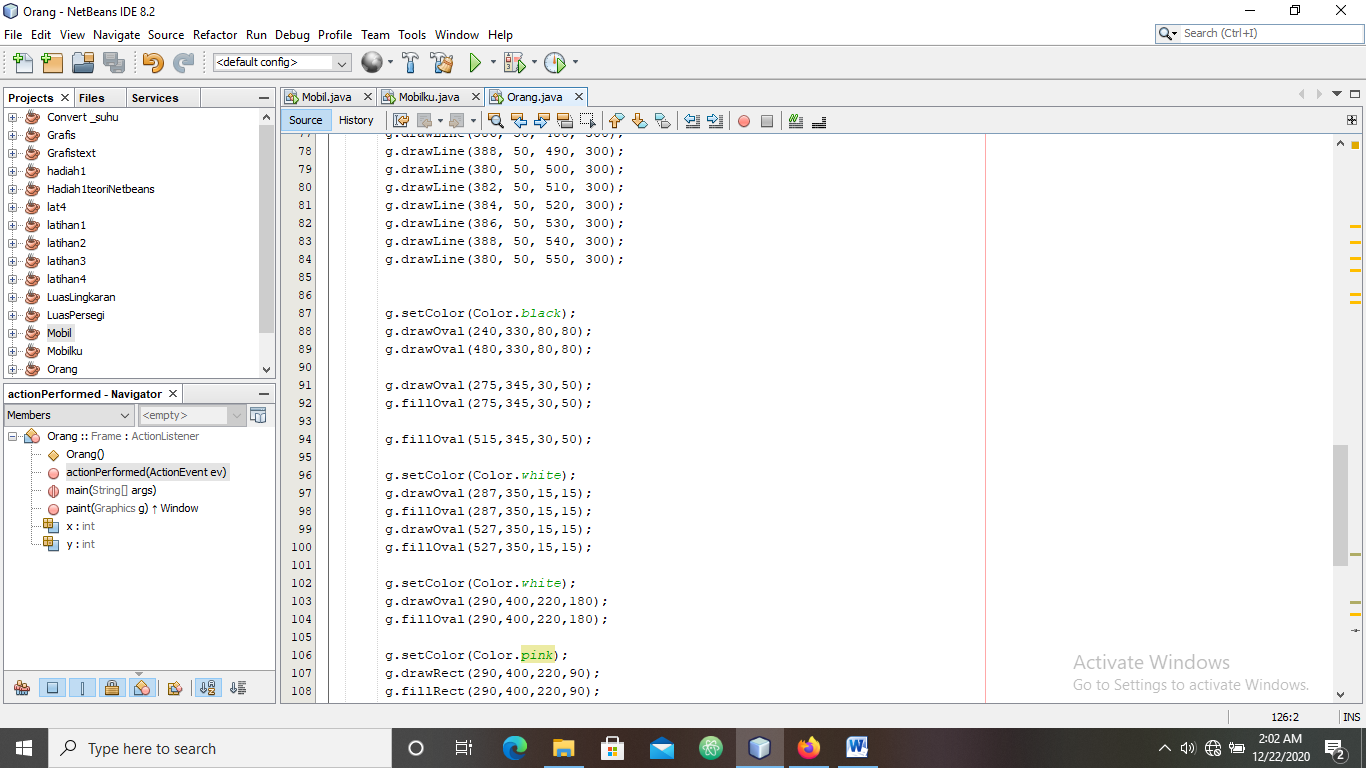 Orang - NetBeans IDE 8.2
File Edit View Navigate Source Refactor Run Debug Profile Team Tools Window Help
Search (Ctrl+I)
<default config>
Projects Files Services
Convert _suhu
Grafis
Grafistext
hadiah1
Hadiah1teoriNetbeans
lat4
latihan1
latihan2
latihan3
latihan4
LuasLingkaran
LuasPersegi
Mobil
Mobilku
Orang
actionPerformed - Navigator
Members <empty>
Orang :: Frame : ActionListener
Orang()
actionPerformed(ActionEvent ev)
main(String[] args)
paint(Graphics g) ↑ Window
x : int
y : int
Mobil.java Mobilku.java Orang.java
Source History
77 g.drawLine(386, 50, 480, 300);
78 g.drawLine(388, 50, 490, 300);
79 g.drawLine(380, 50, 500, 300);
80 g.drawLine(382, 50, 510, 300);
81 g.drawLine(384, 50, 520, 300);
82 g.drawLine(386, 50, 530, 300);
83 g.drawLine(388, 50, 540, 300);
84 g.drawLine(380, 50, 550, 300);
85
86
87 g.setColor(Color.black);
88 g.drawOval(240,330,80,80);
89 g.drawOval(480,330,80,80);
90
91 g.drawOval(275,345,30,50);
92 g.fillOval(275,345,30,50);
93
94 g.fillOval(515,345,30,50);
95
96 g.setColor(Color.white);
97 g.drawOval(287,350,15,15);
98 g.fillOval(287,350,15,15);
99 g.drawOval(527,350,15,15);
100 g.fillOval(527,350,15,15);
101
102 g.setColor(Color.white);
103 g.drawOval(290,400,220,180);
104 g.fillOval(290,400,220,180);
105
106 g.setColor(Color.pink);
107 g.drawRect(290,400,220,90);
108 g.fillRect(290,400,220,90);
Activate Windows
Go to Settings to activate Windows.
126:2 INS
Type here to search
2:02 AM
12/22/2020
2